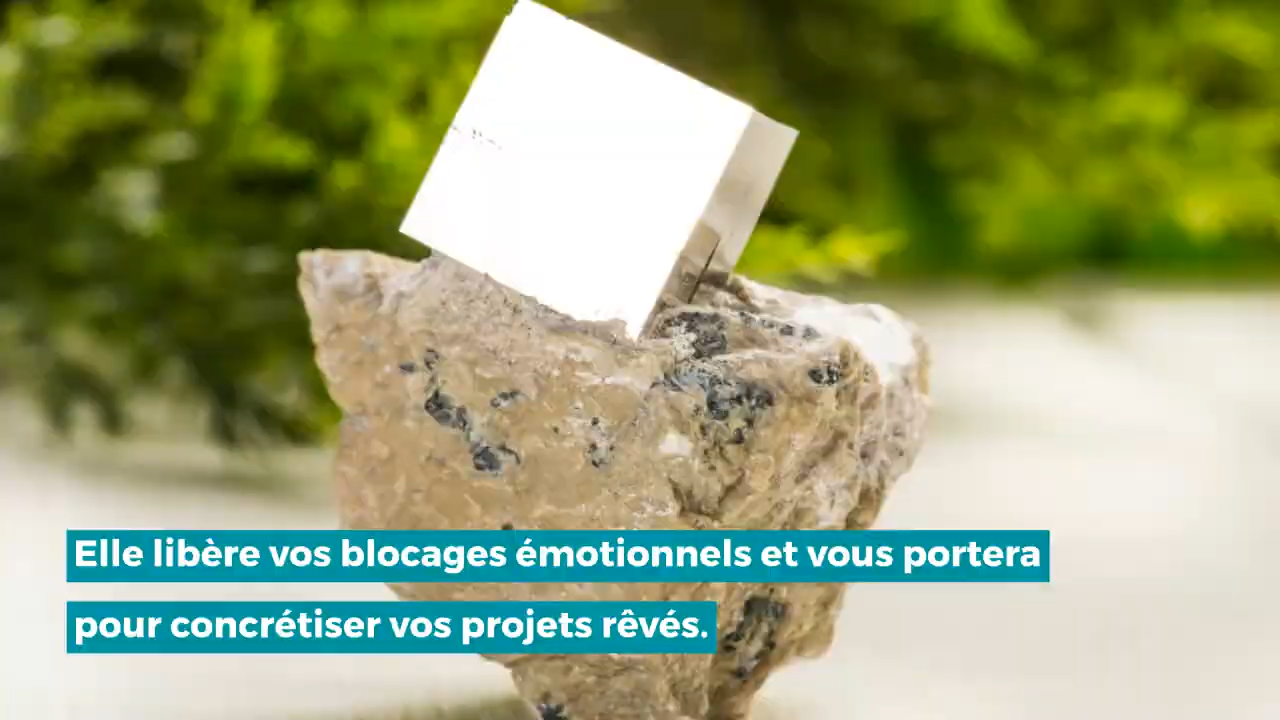 Elle libère vos blocages émotionnels et vous portera
pour concrétiser vos projets rêvés.